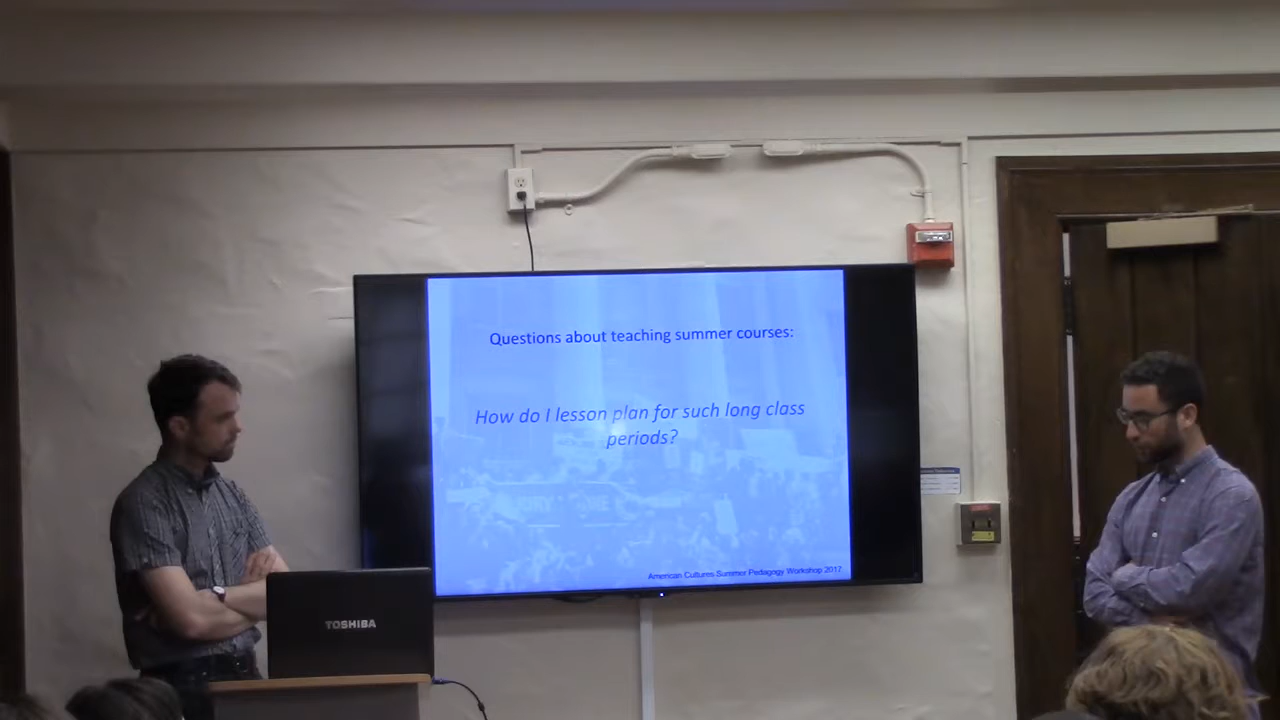 Questions about teaching summer courses:
How do I lesson plan for such long class
periods?
American Cultures Summer Pedagogy Workshop 2017
TOSHIBA